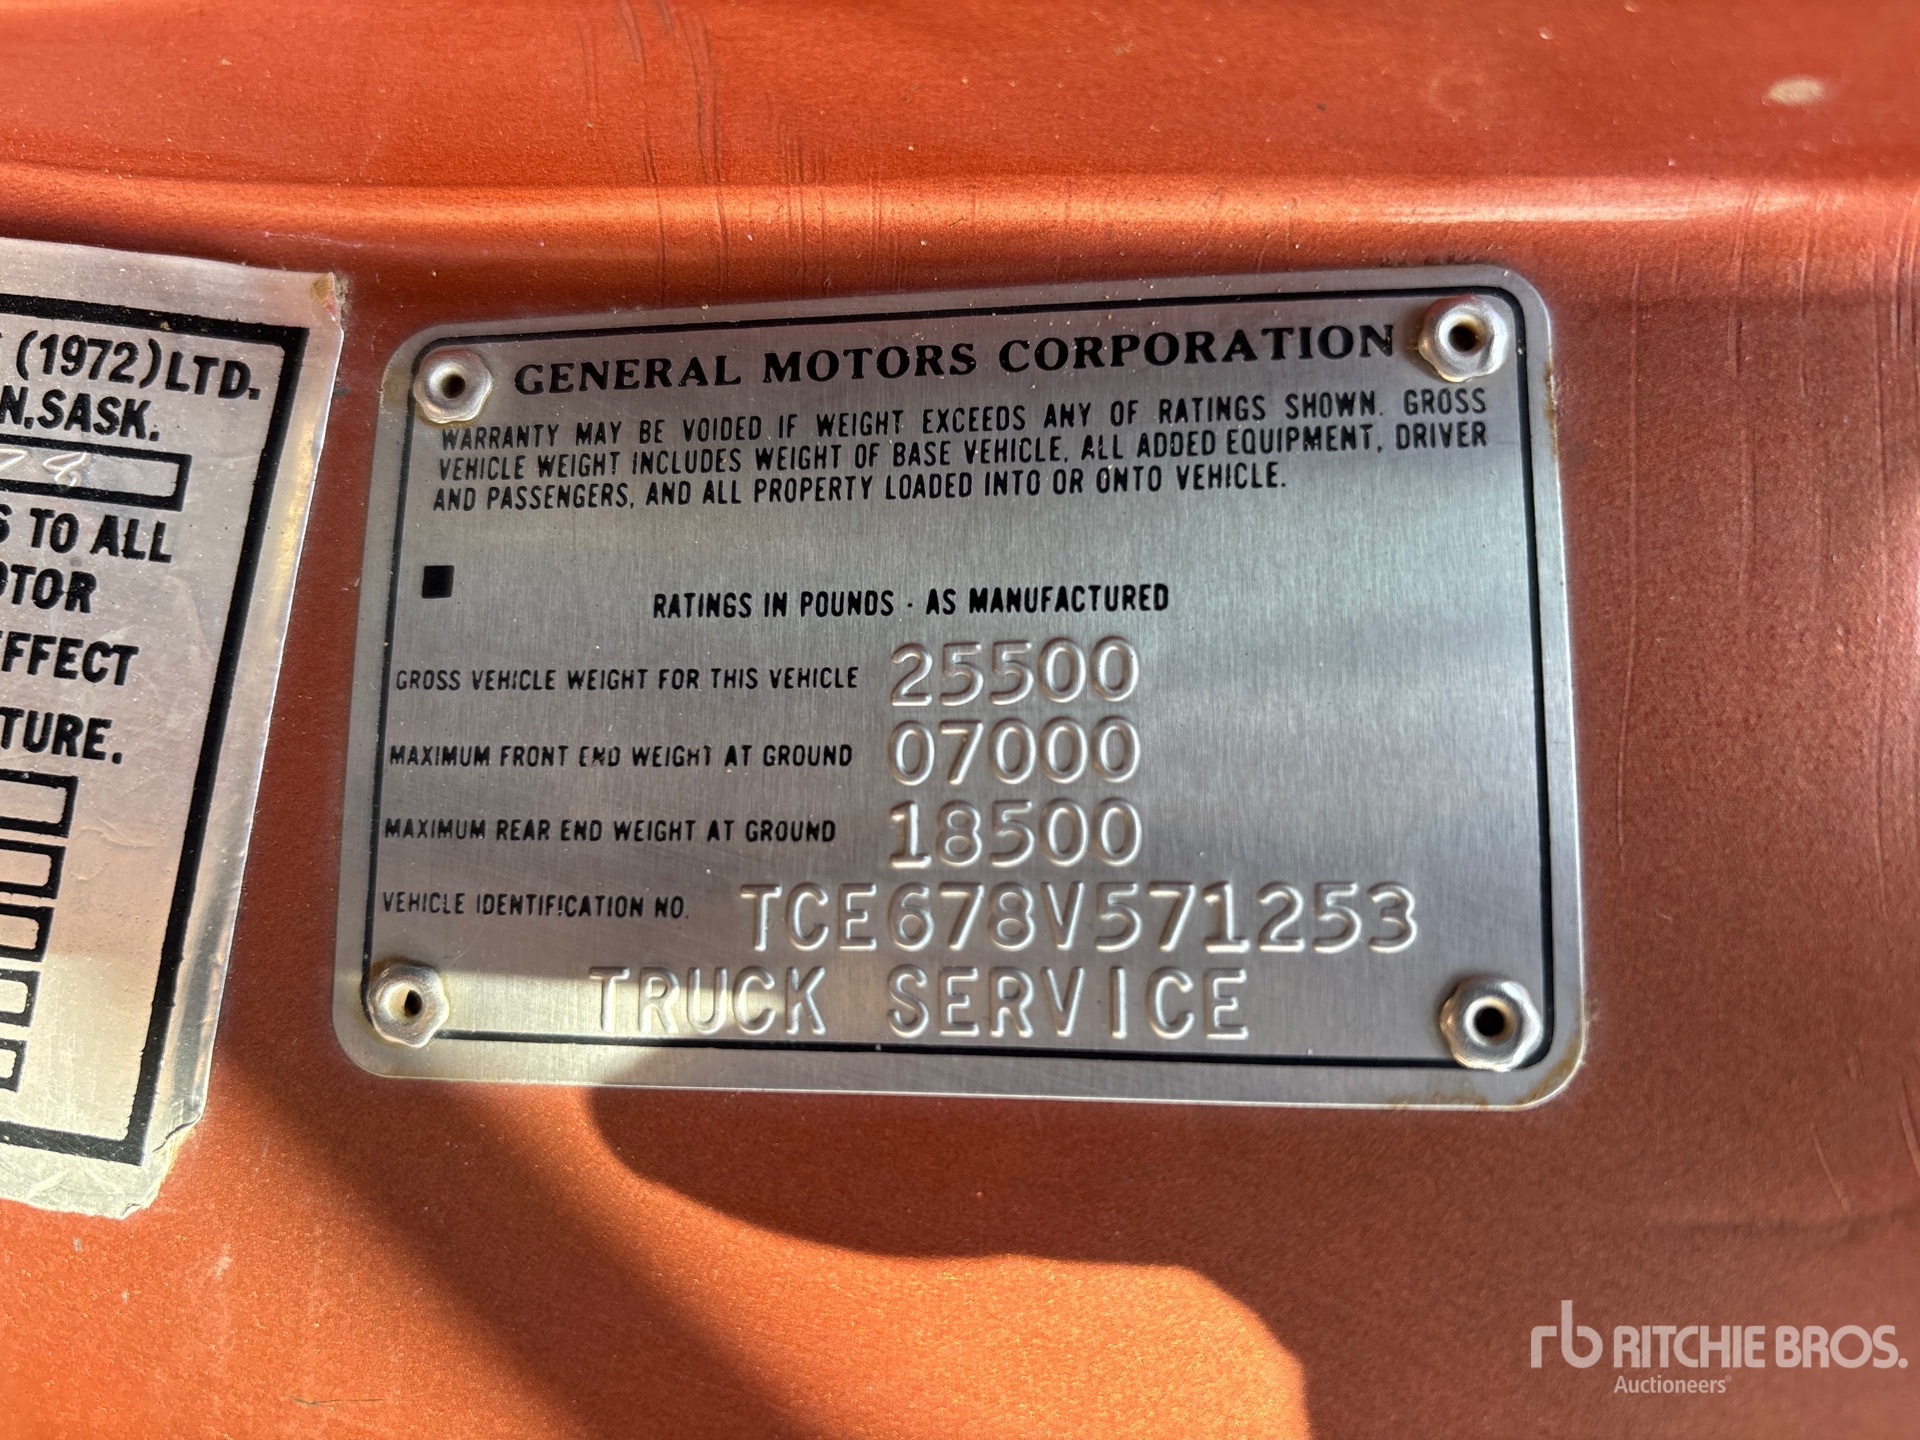 (1972) LTD.
N. SASK.
78
TO ALL
OTOR
FFECT
TURE.
GENERAL MOTORS CORPORATION
WARRANTY MAY BE VOIDED IF WEIGHT EXCEEDS ANY OF RATINGS SHOWN. GROSS
VEHICLE WEIGHT INCLUDES WEIGHT OF BASE VEHICLE, ALL ADDED EQUIPMENT, DRIVER
AND PASSENGERS, AND ALL PROPERTY LOADED INTO OR ONTO VEHICLE.
RATINGS IN POUNDS - AS MANUFACTURED
GROSS VEHICLE WEIGHT FOR THIS VEHICLE 25500
MAXIMUM FRONT END WEIGHT AT GROUND 07000
MAXIMUM REAR END WEIGHT AT GROUND 18500
VEHICLE IDENTIFICATION NO. TCE678V571253
TRUCK SERVICE
rb RITCHIE BROS.
Auctioneers